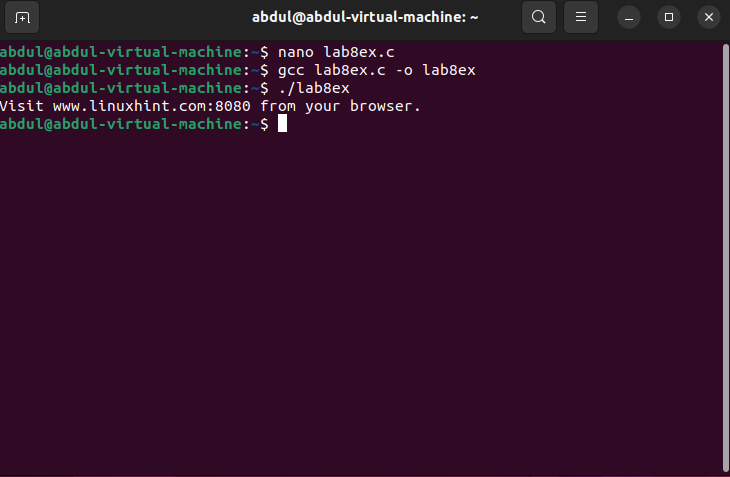 abdul@abdul-virtual-machine: ~
abdul@abdul-virtual-machine:~$ nano lab8ex.c
abdul@abdul-virtual-machine:~$ gcc lab8ex.c -o lab8ex
abdul@abdul-virtual-machine:~$ ./lab8ex
Visit www.linuxhint.com:8080 from your browser.
abdul@abdul-virtual-machine:~$